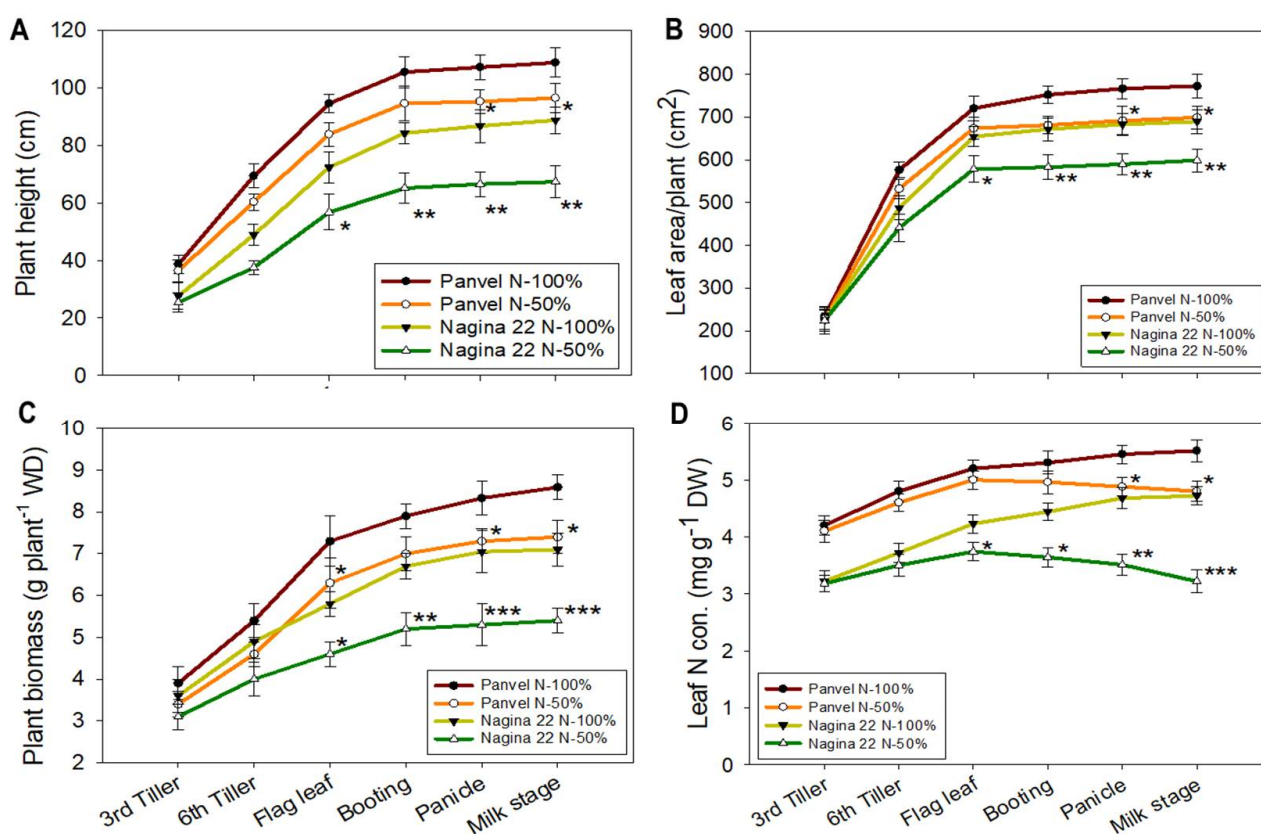 A
Plant height (cm)
120
100
80
60
40
20
0
*
*
*
**
**
**
Panvel N-100%
Panvel N-50%
Nagina 22 N-100%
Nagina 22 N-50%
B
Leaf area/plant (cm2)
900
800
700
600
500
400
300
200
100
*
*
*
**
**
**
Panvel N-100%
Panvel N-50%
Nagina 22 N-100%
Nagina 22 N-50%
C
Plant biomass (g plant-1 WD)
10
9
8
7
6
5
4
3
2
*
*
*
*
**
***
***
Panvel N-100%
Panvel N-50%
Nagina 22 N-100%
Nagina 22 N-50%
3rd Tiller
6th Tiller
Flag leaf
Booting
Panicle
Milk stage
D
Leaf N con. (mg g-1 DW)
6
5
4
3
2
1
0
*
*
*
*
**
***
Panvel N-100%
Panvel N-50%
Nagina 22 N-100%
Nagina 22 N-50%
3rd Tiller
6th Tiller
Flag leaf
Booting
Panicle
Milk stage